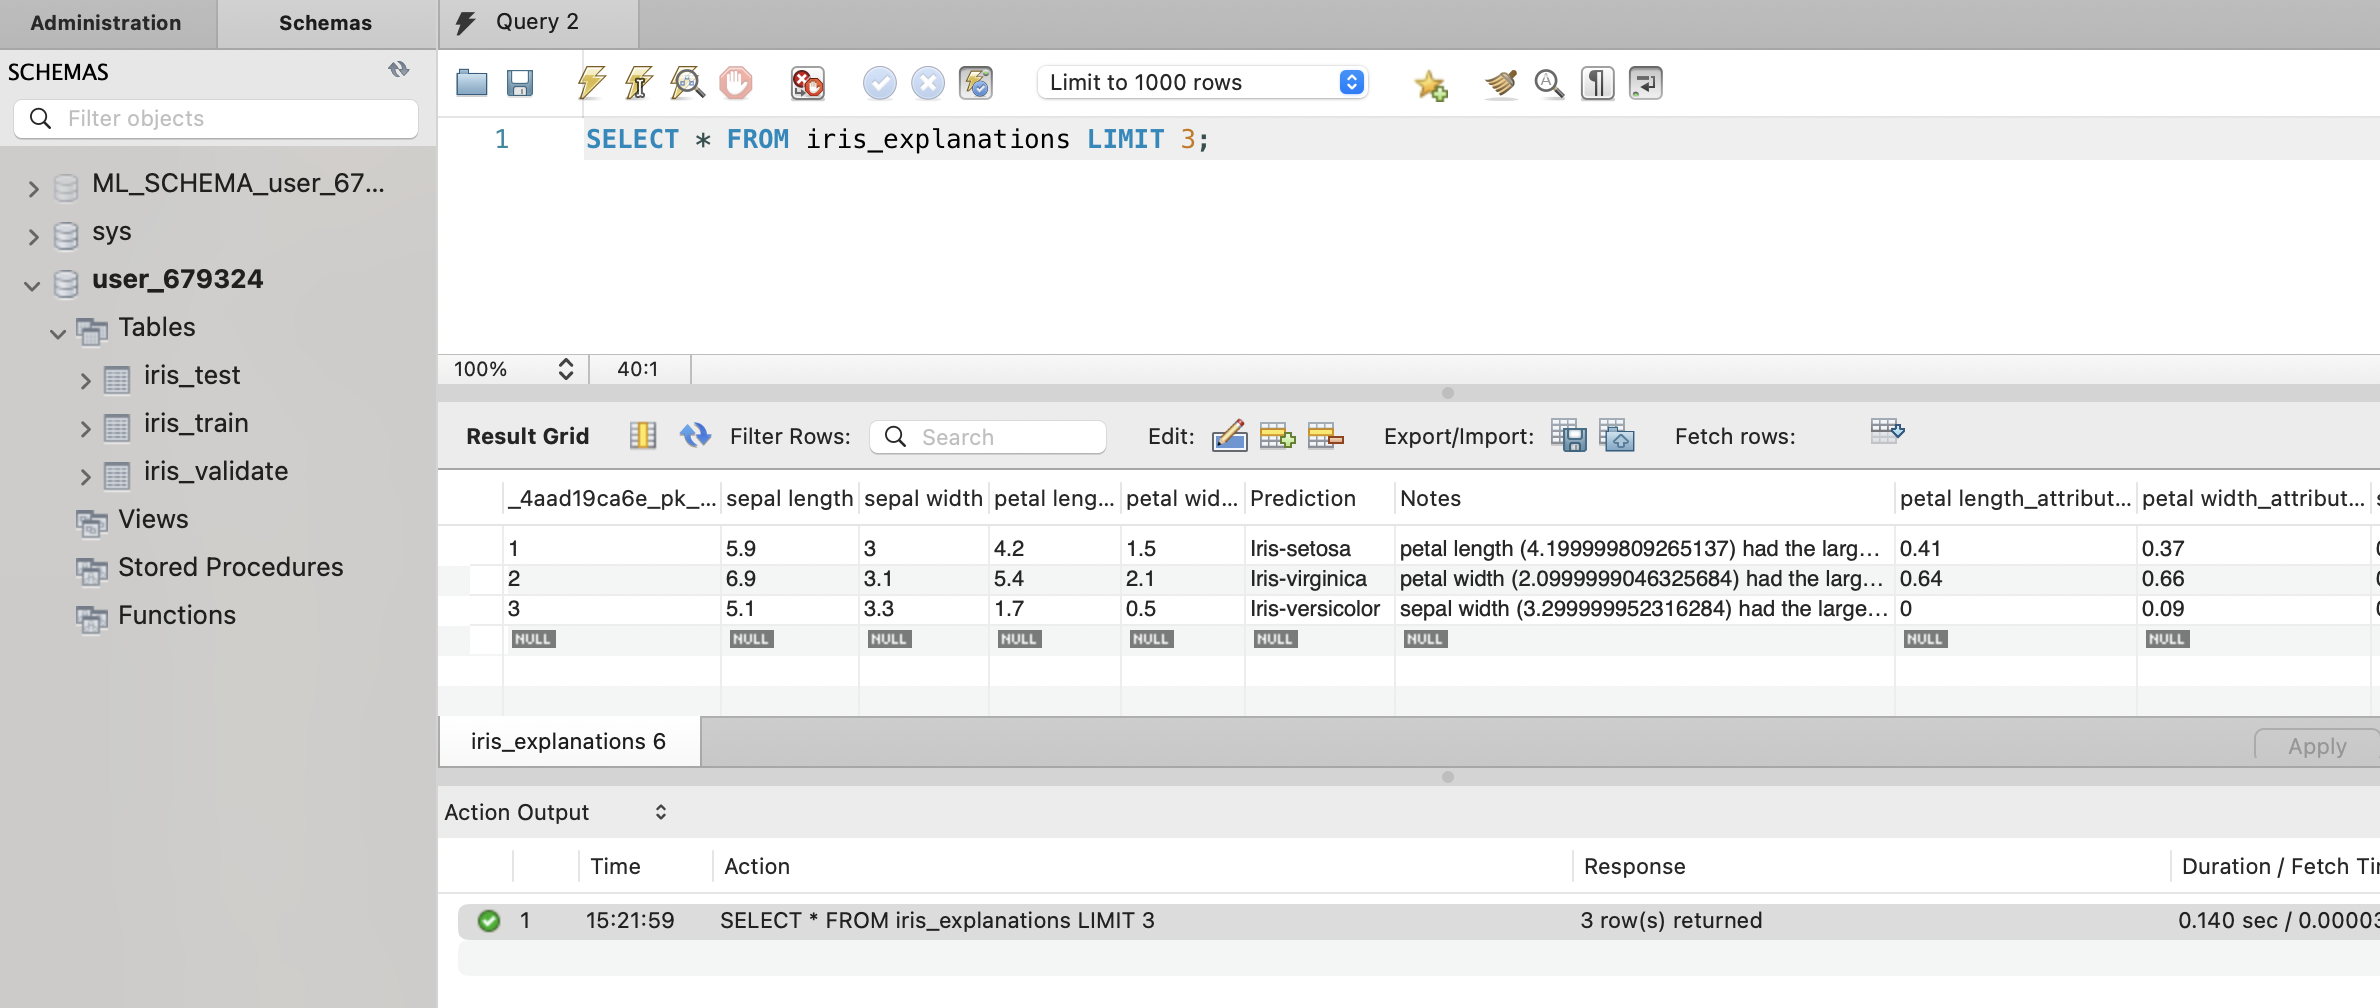 Administration
Schemas
Query 2
SCHEMAS
Filter objects
Limit to 1000 rows
1 SELECT * FROM iris_explanations LIMIT 3;
ML_SCHEMA_user_67...
sys
user_679324
Tables
iris_test
iris_train
iris_validate
Views
Stored Procedures
Functions
100% 40:1
Result Grid Filter Rows: Search Edit: Export/Import: Fetch rows:
_4aad19ca6e_pk_... sepal length sepal width petal leng... petal wid... Prediction Notes petal length_attribut... petal width_attribut...
1 5.9 3 4.2 1.5 Iris-setosa petal length (4.199999809265137) had the larg... 0.41 0.37
2 6.9 3.1 5.4 2.1 Iris-virginica petal width (2.0999999046325684) had the larg... 0.64 0.66
3 5.1 3.3 1.7 0.5 Iris-versicolor sepal width (3.299999952316284) had the large... 0 0.09
NULL NULL NULL NULL NULL NULL NULL NULL NULL
iris_explanations 6
Apply
Action Output
Time Action Response Duration / Fetch
1 15:21:59 SELECT * FROM iris_explanations LIMIT 3 3 row(s) returned 0.140 sec / 0.00003